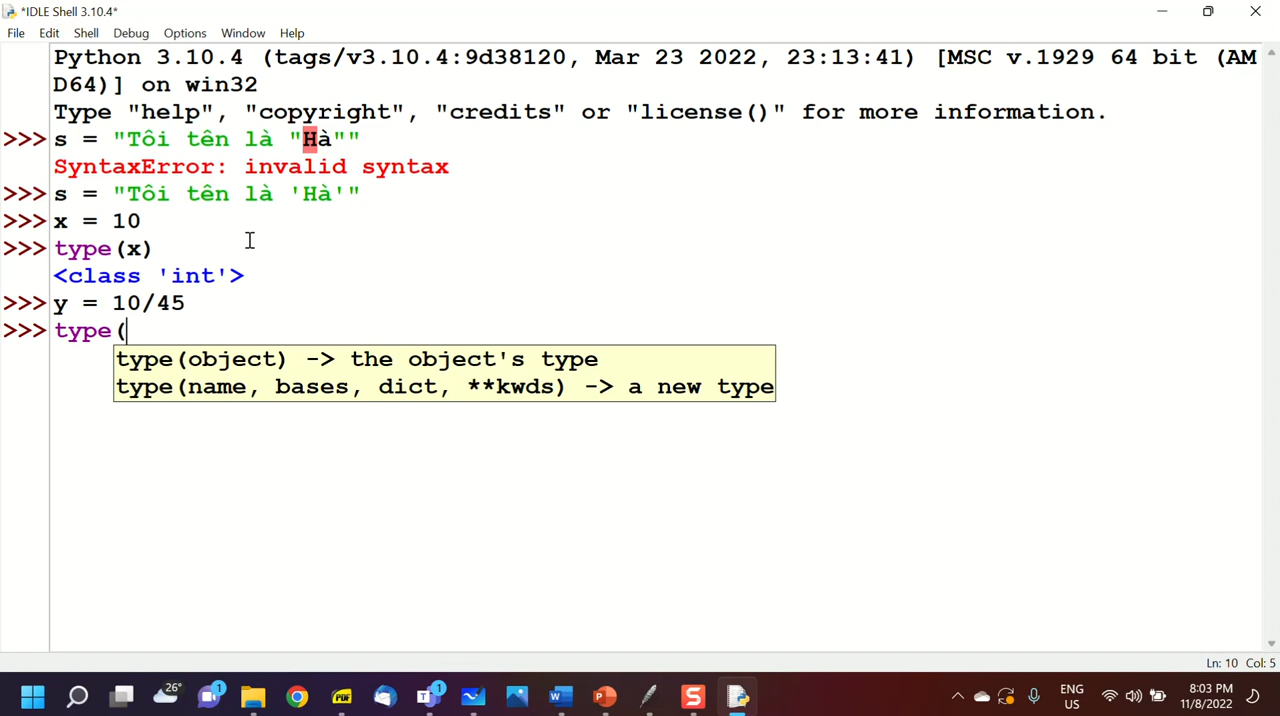 *IDLE Shell 3.10.4*
File Edit Shell Debug Options Window Help
Python 3.10.4 (tags/v3.10.4:9d38120, Mar 23 2022, 23:13:41) [MSC v.1929 64 bit (AM
D64)] on win32
Type "help", "copyright", "credits" or "license()" for more information.
>>> s = "Tôi tên là "Hà""
SyntaxError: invalid syntax
>>> s = "Tôi tên là 'Hà'"
>>> x = 10
>>> type(x)
<class 'int'>
>>> y = 10/45
>>> type(
type(object) -> the object's type
type(name, bases, dict, **kwds) -> a new type
Ln: 10 Col: 5
26° 1 PDF T 1 W P S ENG 8:03 PM
US 11/8/2022